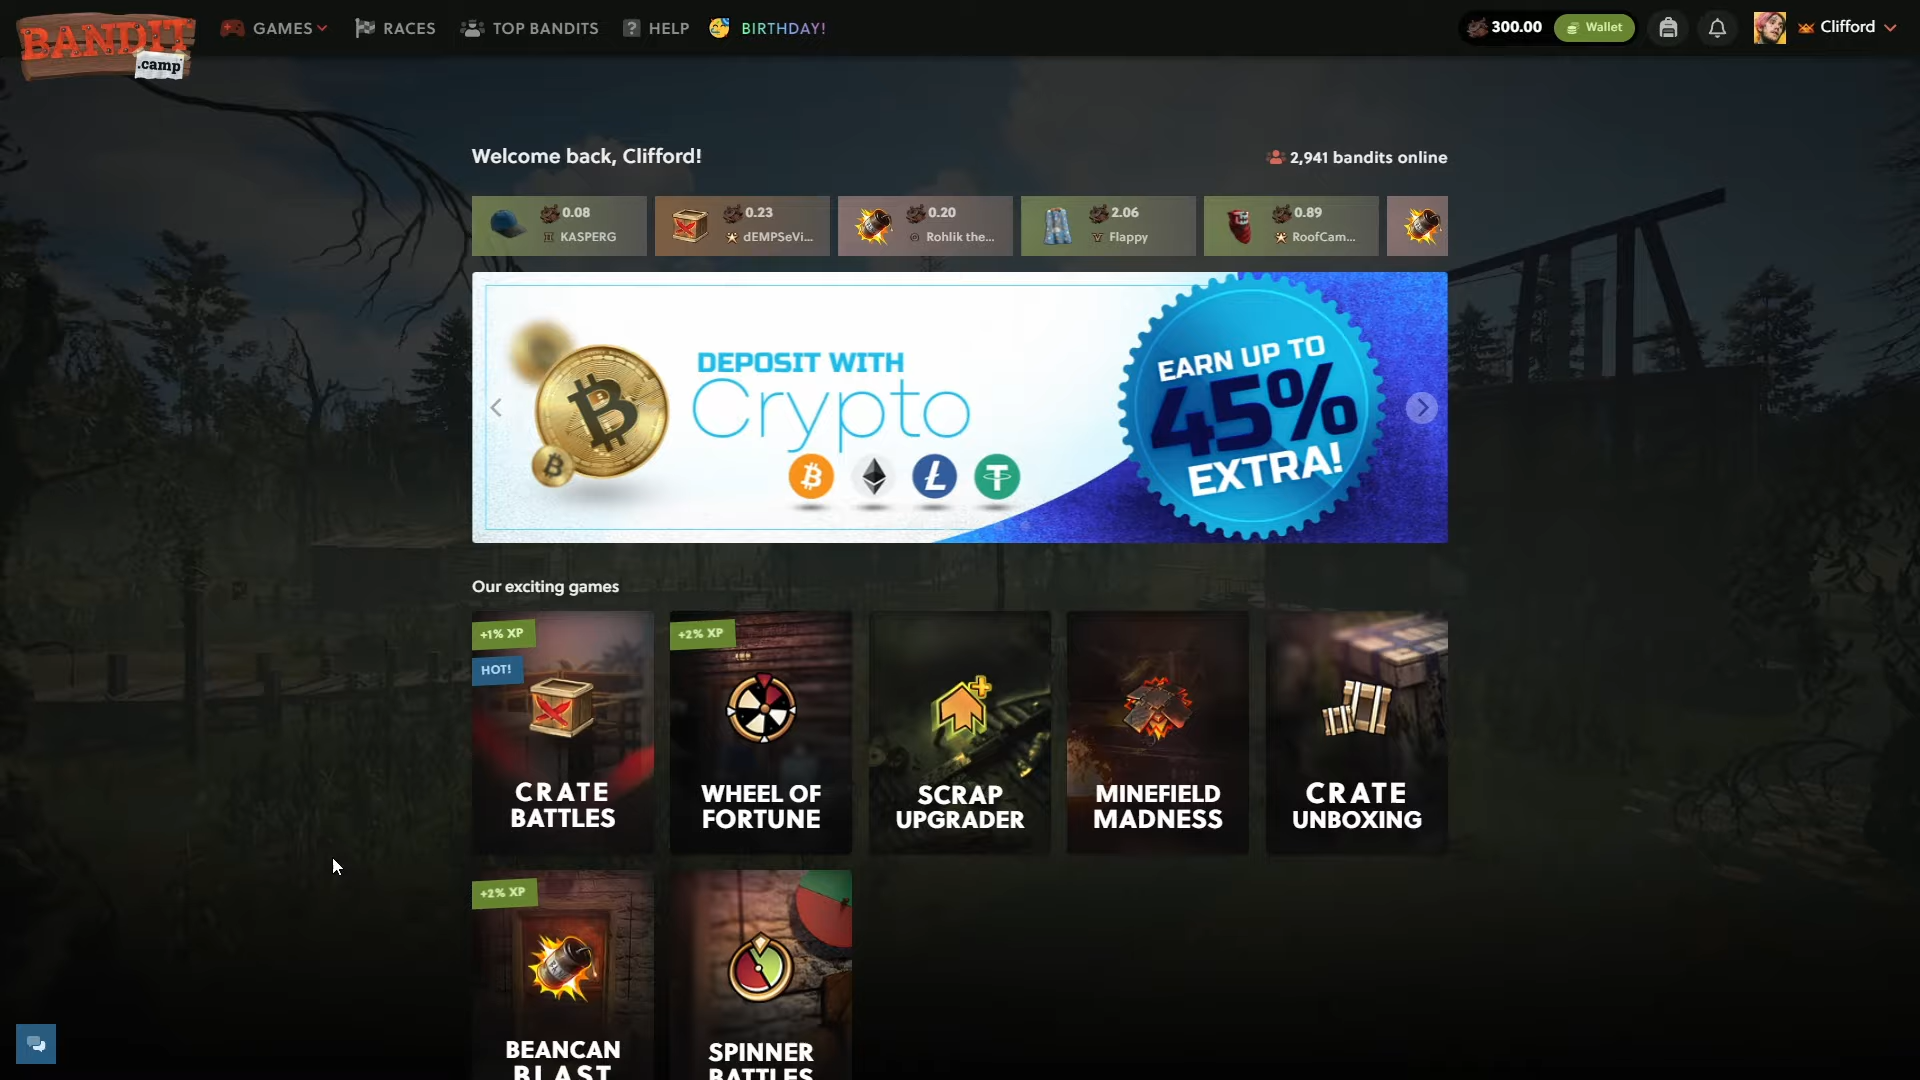 BANDIT
.camp
GAMES
RACES
TOP BANDITS
HELP
BIRTHDAY!
300.00
Wallet
Clifford
Welcome back, Clifford!
2,941 bandits online
0.08
KASPERG
0.23
dEMPSeVi...
0.20
Rohlik the...
2.06
Flappy
0.89
RoofCam...
DEPOSIT WITH
Crypto
EARN UP TO
45%
EXTRA!
Our exciting games
+1% XP
HOT!
CRATE
BATTLES
+2% XP
WHEEL OF
FORTUNE
SCRAP
UPGRADER
MINEFIELD
MADNESS
CRATE
UNBOXING
+2% XP
BEANCAN
BLAST
SPINNER
BATTLES